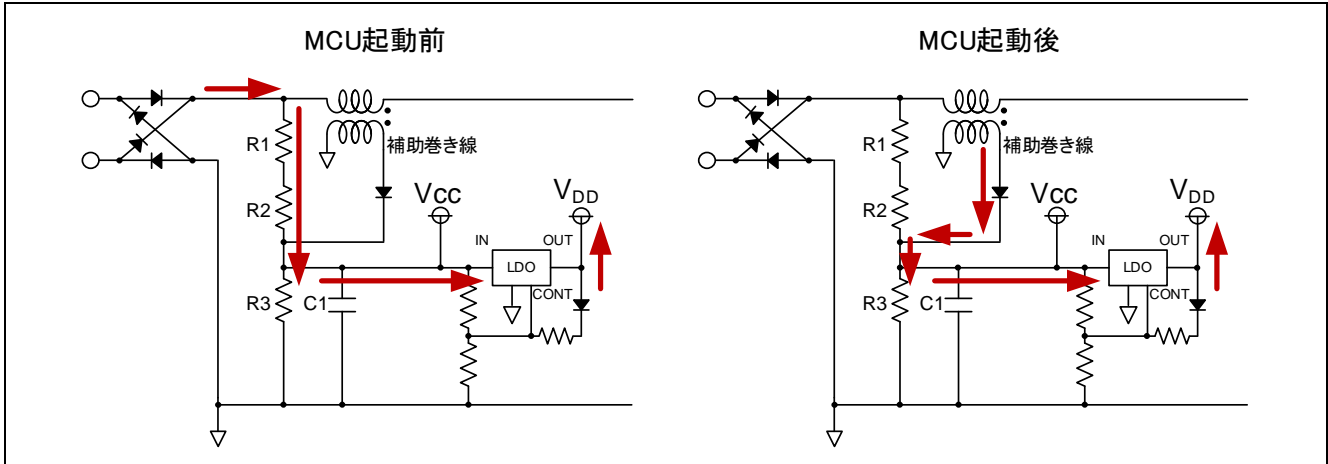 MCU起動前
R1
補助巻き線
R2
Vcc
VDD
IN
OUT
LDO
CONT
R3
C1
MCU起動後
R1
補助巻き線
R2
Vcc
VDD
IN
OUT
LDO
CONT
R3
C1